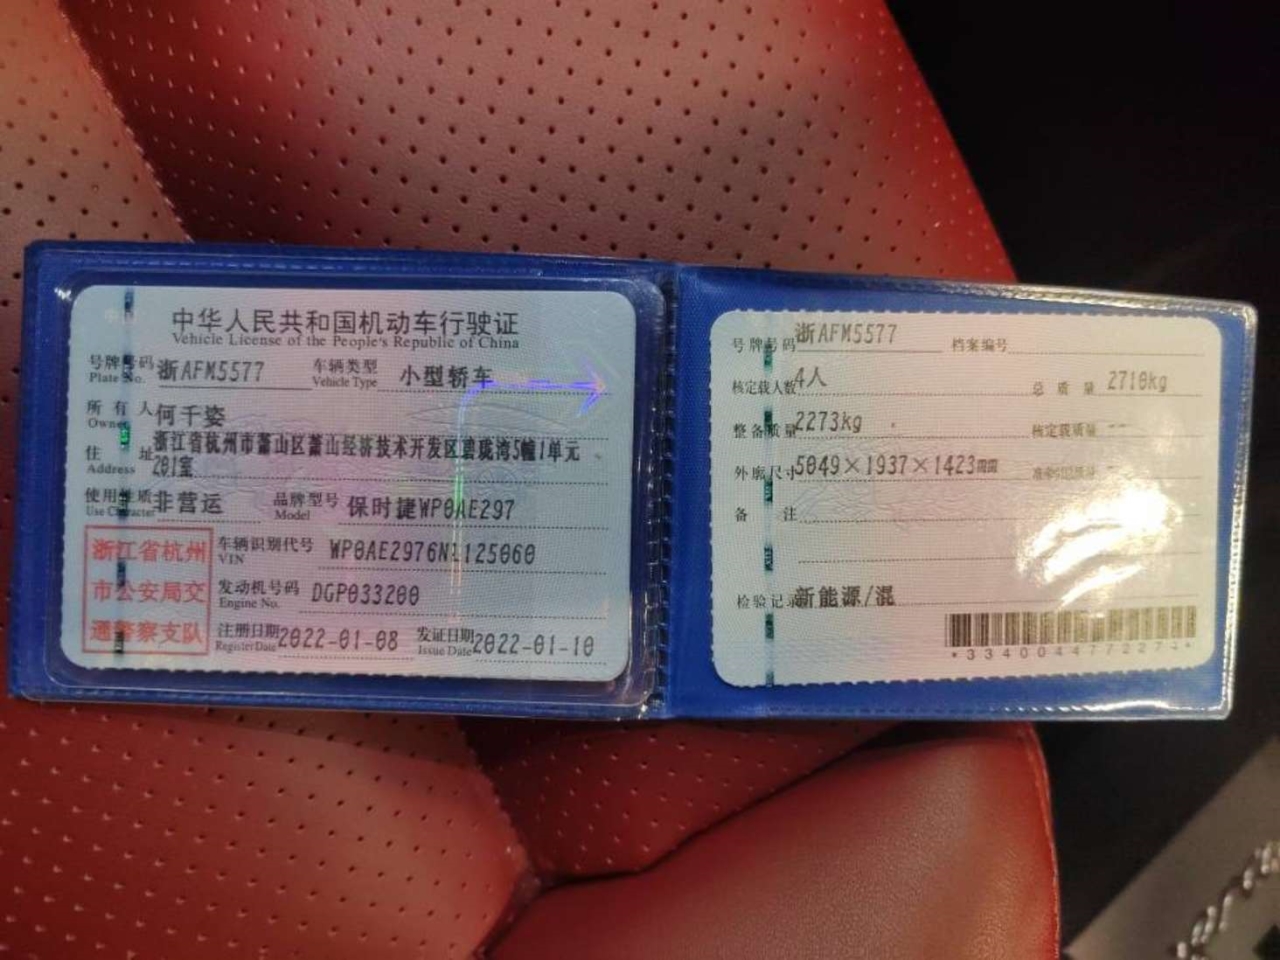 中华人民共和国机动车行驶证
Vehicle License of the People's Republic of China
号牌号码 浙AFM5577 车辆类型 小型轿车
Plate No. Vehicle Type
所有人 何千姿
Owner
住址 浙江省杭州市萧山区萧山经济技术开发区碧珑湾5幢1单元
Address 201室
使用性质 非营运 品牌型号 保时捷WP0AE297
Use Character Model
浙江省杭州
市公安局交
通警察支队
车辆识别代号 WP0AE2976NL125060
VIN
发动机号码 DGP033200
Engine No.
注册日期 2022-01-08 发证日期 2022-01-10
Register Date Issue Date
号牌号码 浙AFM5577 档案编号
核定载人数 4人 总质量 2710kg
整备质量 2273kg 核定载质量 --
外廓尺寸 5049×1937×1423mm 准牵引总质量 --
备注
检验记录 新能源/混
*3340044772274*